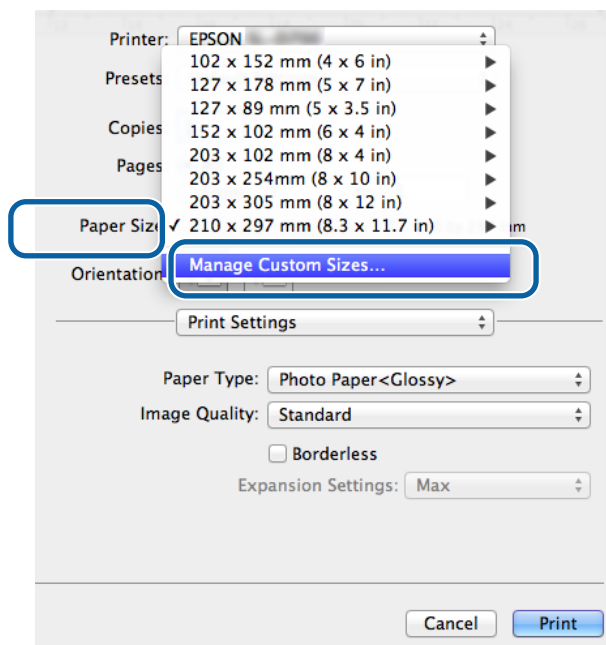 Printer: EPSON
102 x 152 mm (4 x 6 in)
Presets
127 x 178 mm (5 x 7 in)
127 x 89 mm (5 x 3.5 in)
Copies
152 x 102 mm (6 x 4 in)
203 x 102 mm (8 x 4 in)
Pages
203 x 254mm (8 x 10 in)
203 x 305 mm (8 x 12 in)
Paper Size ✓ 210 x 297 mm (8.3 x 11.7 in)
Manage Custom Sizes...
Orientation
Print Settings
Paper Type: Photo Paper<Glossy>
Image Quality: Standard
Borderless
Expansion Settings: Max
Cancel Print